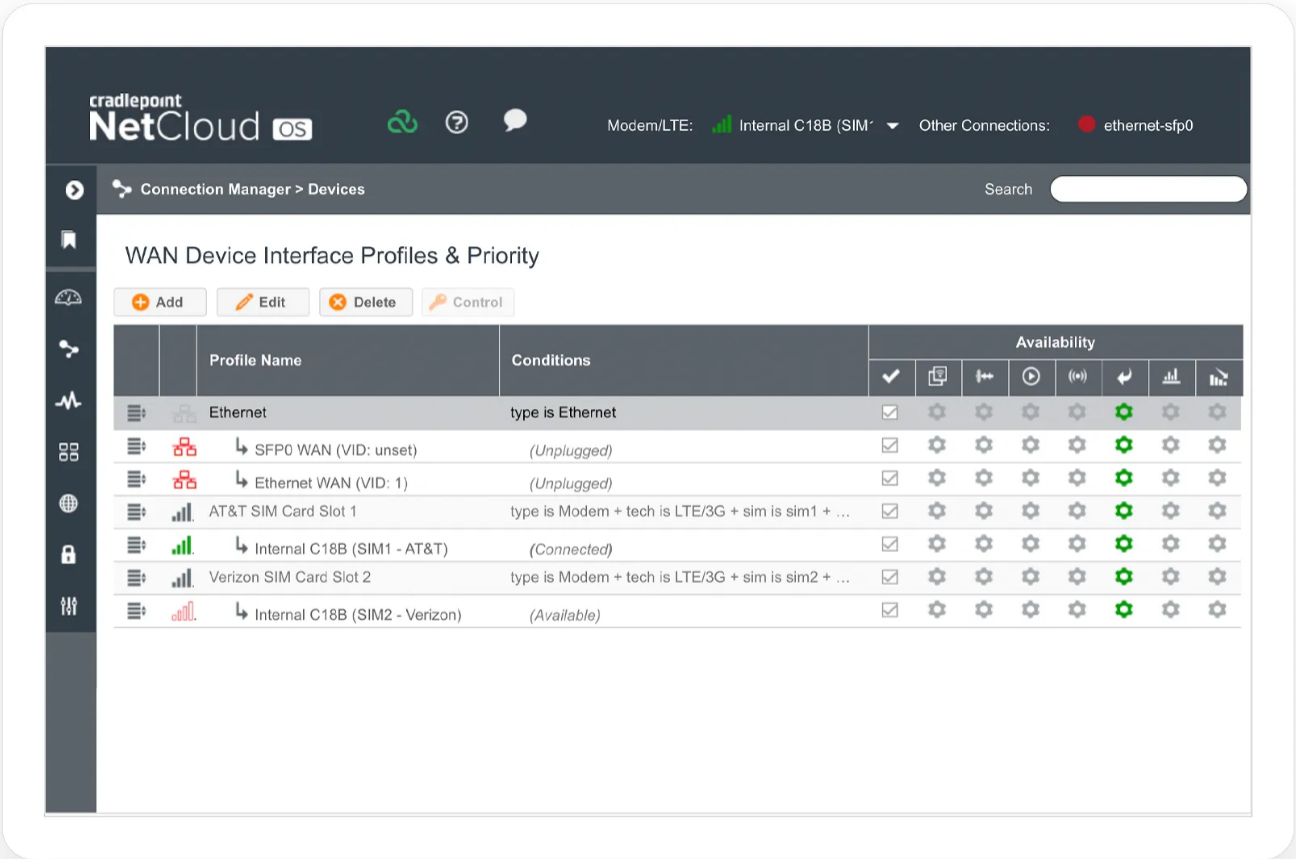 cradlepoint
NetCloud OS
Modem/LTE: Internal C18B (SIM Other Connections: ethernet-sfp0
Connection Manager > Devices Search
WAN Device Interface Profiles & Priority
Add Edit Delete Control
Availability
Profile Name Conditions
Ethernet type is Ethernet
SFP0 WAN (VID: unset) (Unplugged)
Ethernet WAN (VID: 1) (Unplugged)
AT&T SIM Card Slot 1 type is Modem + tech is LTE/3G + sim is sim1 + ...
Internal C18B (SIM1 - AT&T) (Connected)
Verizon SIM Card Slot 2 type is Modem + tech is LTE/3G + sim is sim2 + ...
Internal C18B (SIM2 - Verizon) (Available)